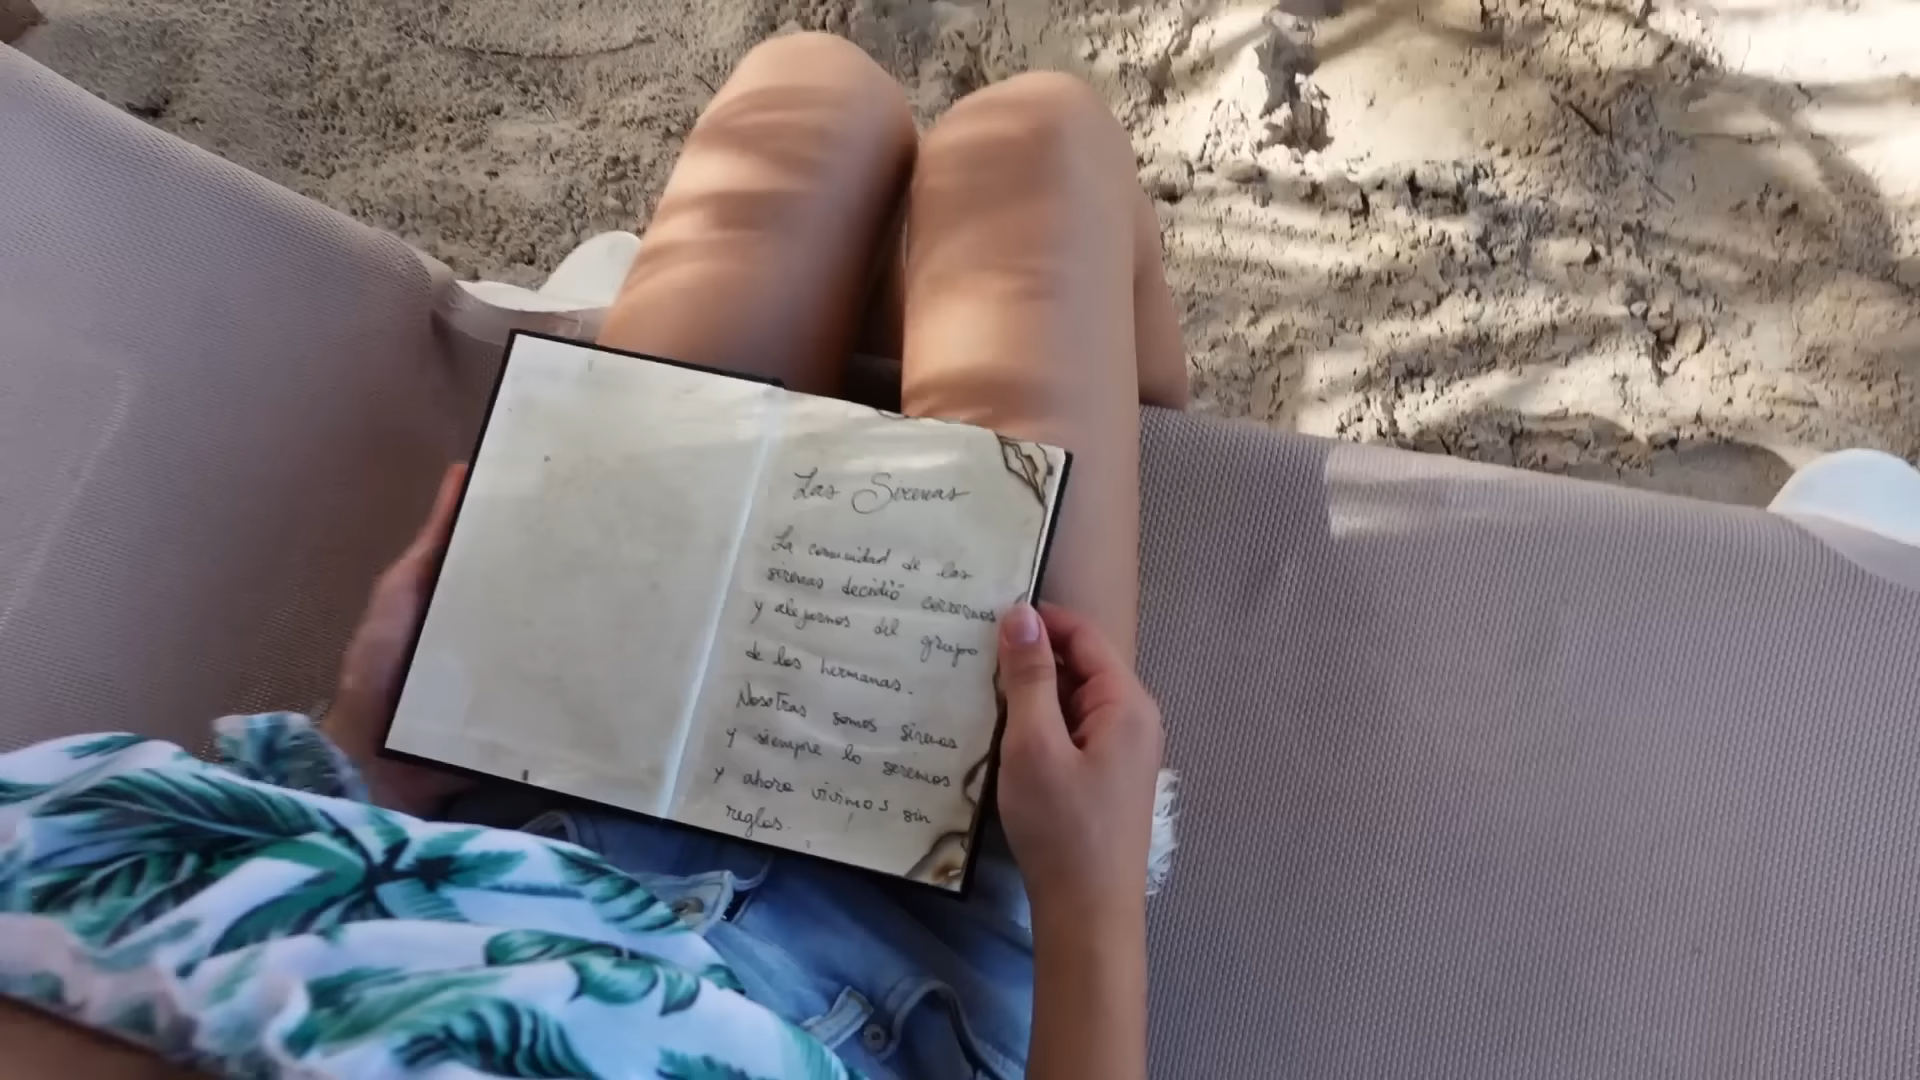 Las Sirenas
La comunidad de las
sirenas decidió corrernos
y alejarnos del grupo
de las hermanas.
Nosotras somos sirenas
y siempre lo seremos
y ahora vivimos sin
reglas.